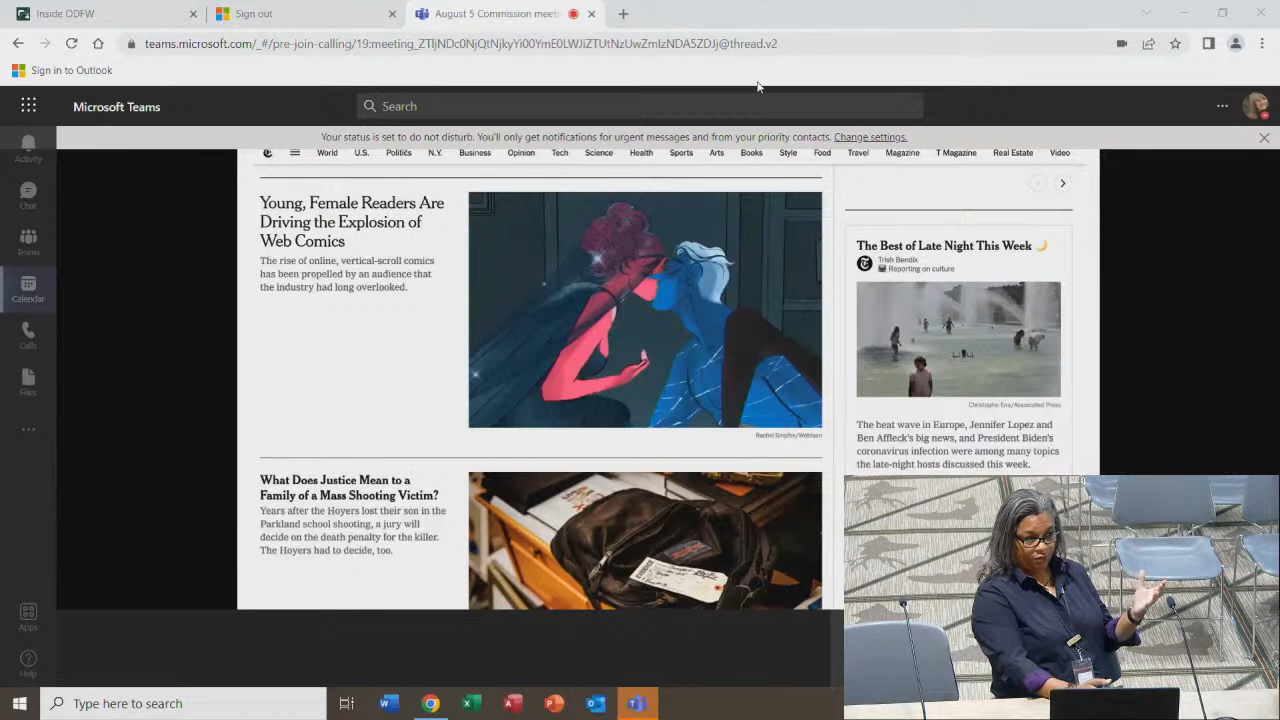 Inside ODFW
Sign out
August 5 Commission meeti
teams.microsoft.com/_#/pre-join-calling/19:meeting_
Sign in to Outlook
Microsoft Teams
Search
Your status is set to do not disturb. You'll only get notifications for urgent messages and from your priority contacts. Change settings.
Activity
Chat
Teams
Calendar
Calls
Files
Apps
Help
World U.S. Politics N.Y. Business Opinion Tech Science Health Sports Arts Books Style Food Travel Magazine T Magazine Real Estate Video
Young, Female Readers Are
Driving the Explosion of
Web Comics
The rise of online, vertical-scroll comics
has been propelled by an audience that
the industry had long overlooked.
Rachel Smythe/Webtoon
What Does Justice Mean to a
Family of a Mass Shooting Victim?
Years after the Hoyers lost their son in the
Parkland school shooting, a jury will
decide on the death penalty for the killer.
The Hoyers had to decide, too.
The Best of Late Night This Week 🌙
Trish Bendix
Reporting on culture
Christophe Ena/Associated Press
The heat wave in Europe, Jennifer Lopez and
Ben Affleck's big news, and President Biden's
coronavirus infection were among many topics
the late-night hosts discussed this week.
Type here to search